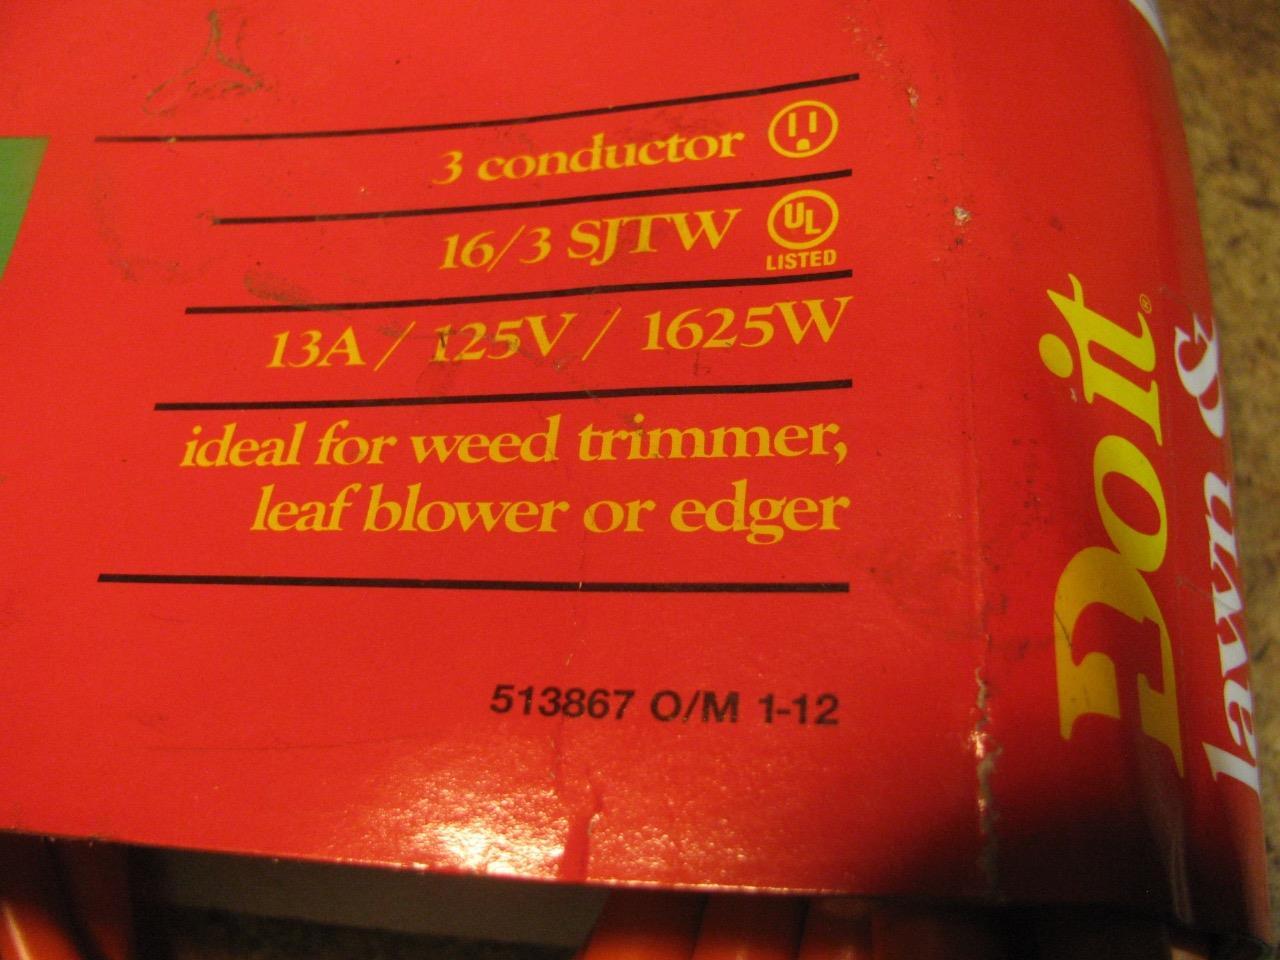 3 conductor
16/3 SJTW
UL
LISTED
13A / 125V / 1625W
ideal for weed trimmer,
leaf blower or edger
513867 O/M 1-12
Do it®
lawn &